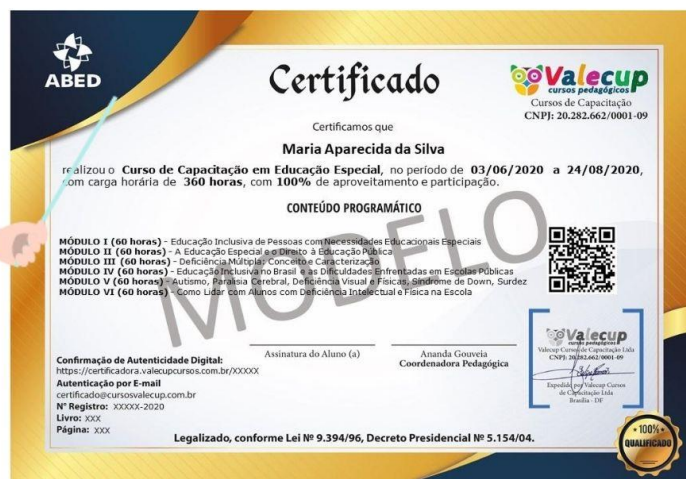 ABED
Certificado
Valecup
cursos pedagógicos
Cursos de Capacitação
CNPJ: 20.282.662/0001-09
Certificamos que
Maria Aparecida da Silva
realizou o Curso de Capacitação em Educação Especial, no período de 03/06/2020 a 24/08/2020,
com carga horária de 360 horas, com 100% de aproveitamento e participação.
CONTEÚDO PROGRAMÁTICO
MÓDULO I (60 horas) - Educação Inclusiva de Pessoas com Necessidades Educacionais Especiais
MÓDULO II (60 horas) - A Educação Especial e o Direito à Educação Pública
MÓDULO III (60 horas) - Deficiência Múltipla: Conceito e Caracterização
MÓDULO IV (60 horas) - Educação Inclusiva no Brasil e as Dificuldades Enfrentadas em Escolas Públicas
MÓDULO V (60 horas) - Autismo, Paralisia Cerebral, Deficiência Visual e Físicas, Síndrome de Down, Surdez
MÓDULO VI (60 horas) - Como Lidar com Alunos com Deficiência Intelectual e Física na Escola
MODELO
Assinatura do Aluno (a)
Ananda Gouveia
Coordenadora Pedagógica
Valecup
cursos pedagógicos
Valecup Cursos de Capacitação Ltda
CNPJ: 20.282.662/0001-09
Expedido por Valecup Cursos
de Capacitação Ltda
Brasília - DF
Confirmação de Autenticidade Digital:
https://certificadora.valecupcursos.com.br/XXXXX
Autenticação por E-mail
certificado@cursosvalecup.com.br
N° Registro: XXXXX-2020
Livro: XXX
Página: XXX
Legalizado, conforme Lei Nº 9.394/96, Decreto Presidencial Nº 5.154/04.
100%
QUALIFICADO